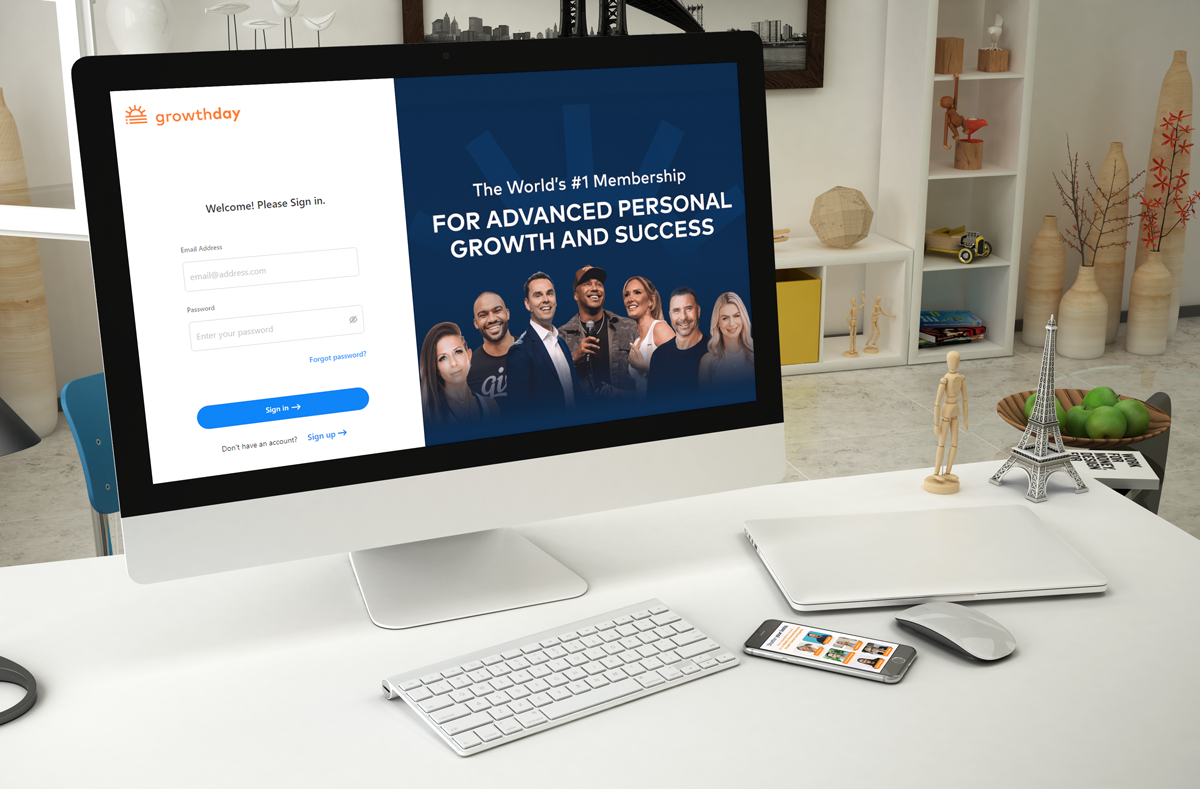 growthday
Welcome! Please Sign in.
Email Address
email@address.com
Password
Enter your password
Forgot password?
Sign in →
Don't have an account? Sign up →
The World's #1 Membership
FOR ADVANCED PERSONAL
GROWTH AND SUCCESS